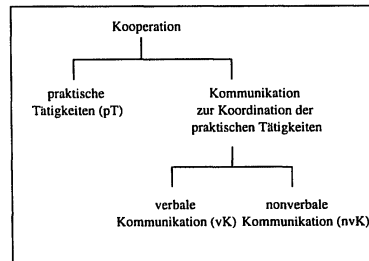 Kooperation
praktische
Tätigkeiten (pT)
Kommunikation
zur Koordination der
praktischen Tätigkeiten
verbale
Kommunikation (vK)
nonverbale
Kommunikation (nvK)